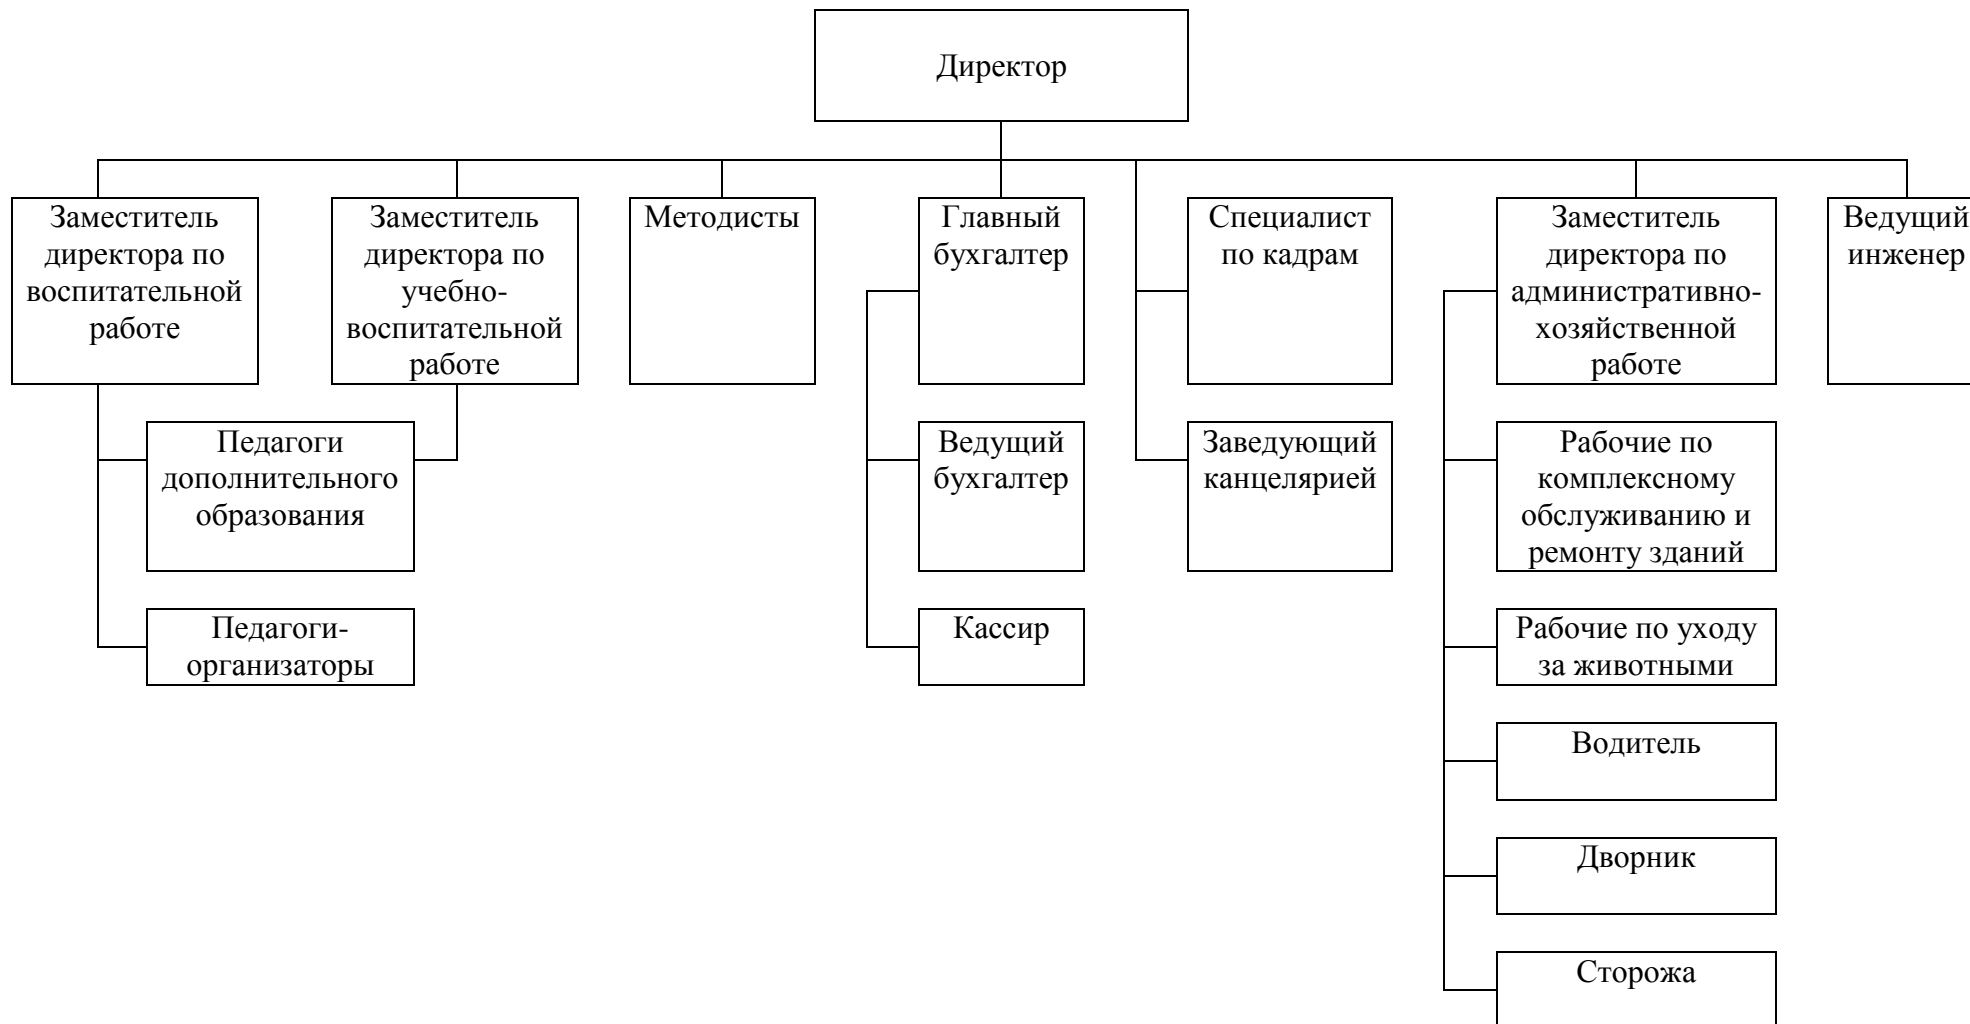 Директор
Заместитель
директора по
воспитательной
работе
Заместитель
директора по
учебно-
воспитательной
работе
Методисты
Главный
бухгалтер
Специалист
по кадрам
Заместитель
директора по
административно-
хозяйственной
работе
Ведущий
инженер
Педагоги
дополнительного
образования
Ведущий
бухгалтер
Заведующий
канцелярией
Рабочие по
комплексному
обслуживанию и
ремонту зданий
Педагоги-
организаторы
Кассир
Рабочие по уходу
за животными
Водитель
Дворник
Сторожа